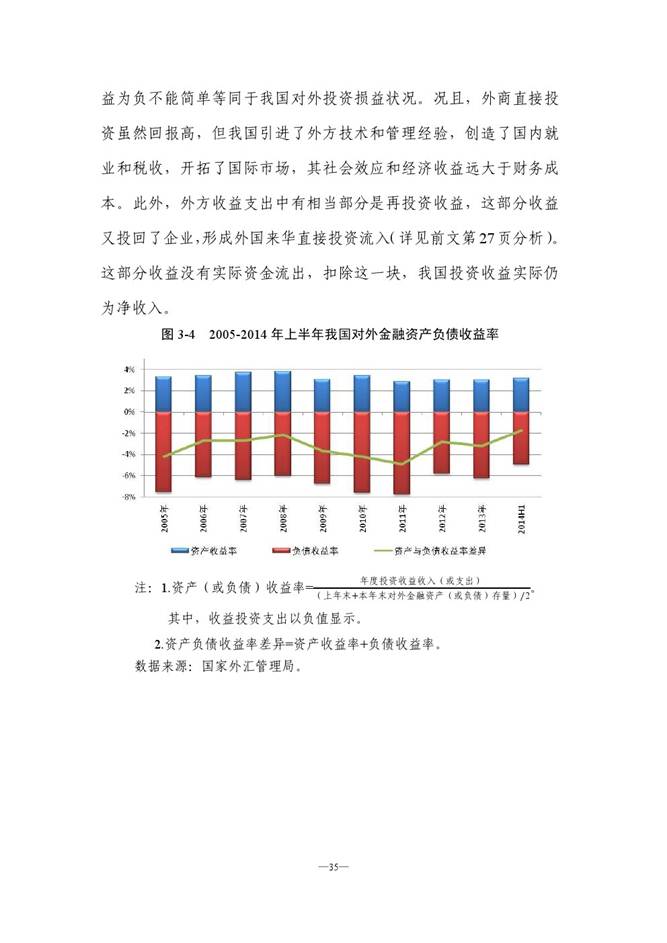 益为负不能简单等同于我国对外投资损益状况。况且，外商直接投
资虽然回报高，但我国引进了外方技术和管理经验，创造了国内就
业和税收，开拓了国际市场，其社会效应和经济收益远大于财务成
本。此外，外方收益支出中有相当部分是再投资收益，这部分收益
又投回了企业，形成外国来华直接投资流入（详见前文第27页分析）。
这部分收益没有实际资金流出，扣除这一块，我国投资收益实际仍
为净收入。
图 3-4 2005-2014 年上半年我国对外金融资产负债收益率
4%
2%
0%
-2%
-4%
-6%
-8%
2005年 2006年 2007年 2008年 2009年 2010年 2011年 2012年 2013年 2014H1
资产收益率 负债收益率 资产与负债收益率差异
注：1.资产（或负债）收益率=年度投资收益收入（或支出）/（上年末+本年末对外金融资产（或负债）存量）/2。
其中，收益投资支出以负值显示。
2.资产负债收益率差异=资产收益率+负债收益率。
数据来源：国家外汇管理局。
—35—